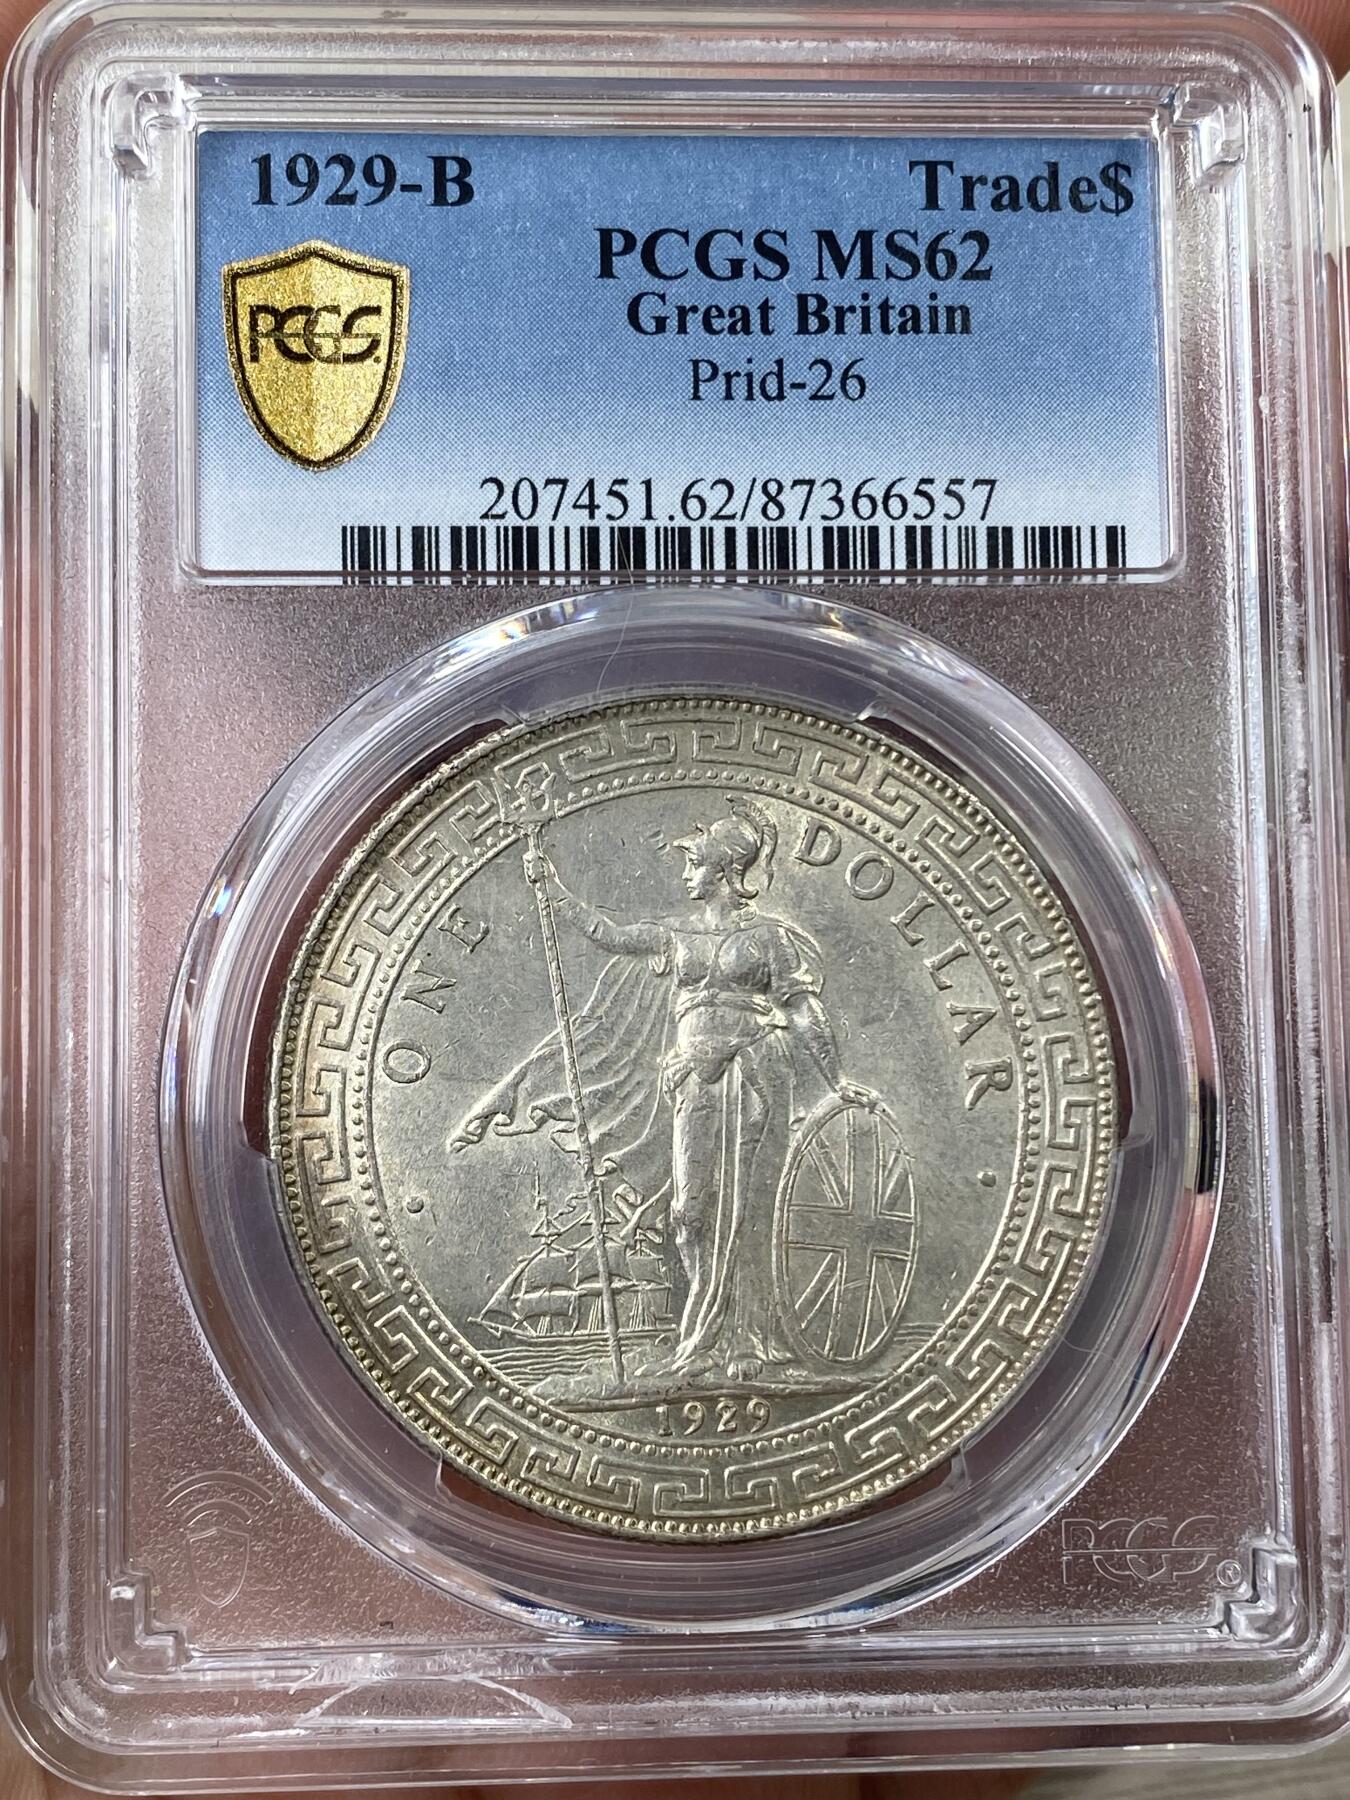 1929-B Trade$
PCGS MS62
Great Britain
PCGS
Prid-26
207451.62/87366557
ONE DOLLAR
1929
PCGS ®